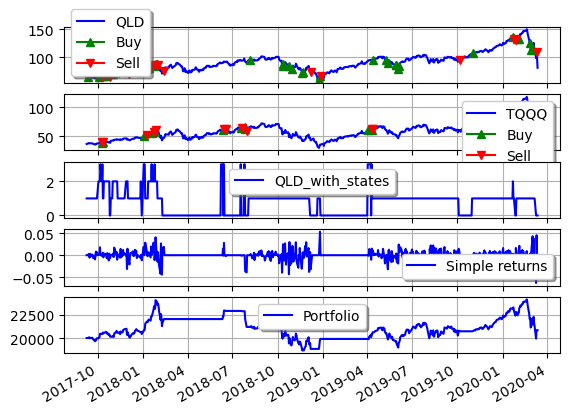 QLD
Buy
Sell
150
100
TQQQ
Buy
Sell
100
50
QLD_with_states
2
0
0.05
0.00
−0.05
Simple returns
Portfolio
22500
20000
2017-10
2018-01
2018-04
2018-07
2018-10
2019-01
2019-04
2019-07
2019-10
2020-01
2020-04